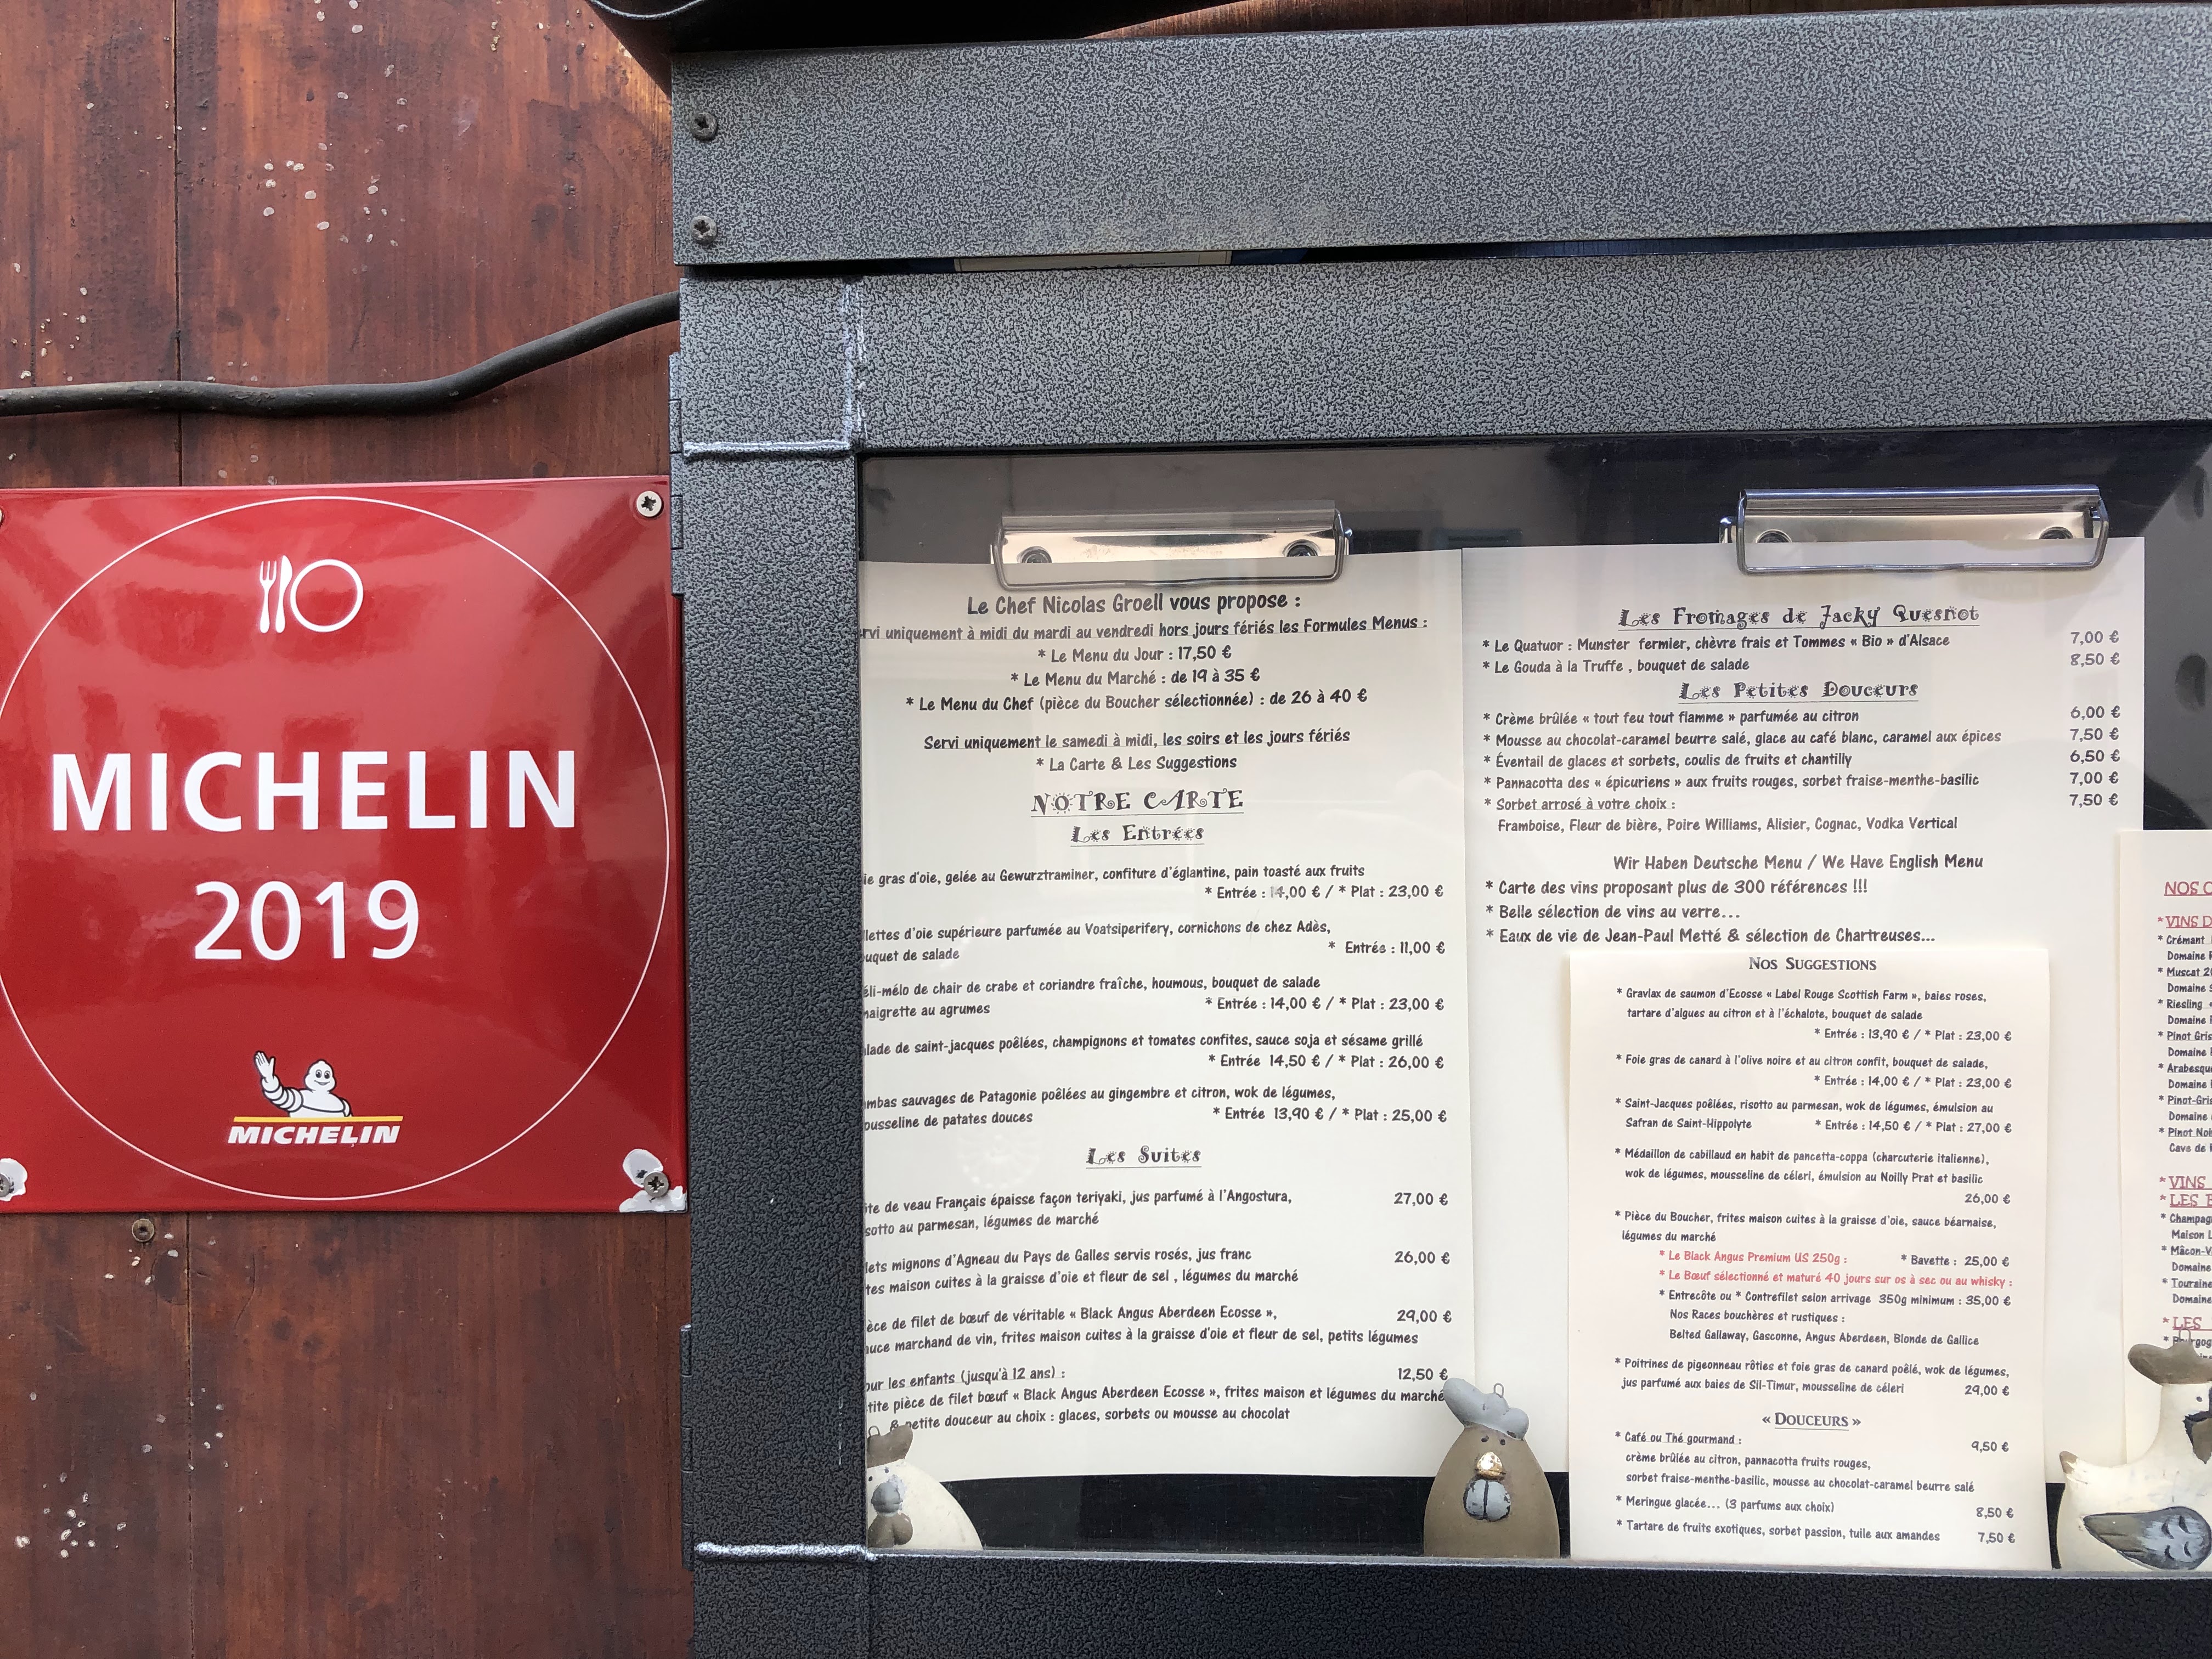 MICHELIN
2019
MICHELIN
Le Chef Nicolas Groell vous propose :
uniquement à midi du mardi au vendredi hors jours fériés les Formules Menus :
* Le Menu du Jour : 17,50 €
* Le Menu du Marché : de 19 à 35 €
* Le Menu du Chef (pièce du Boucher sélectionnée) : de 26 à 40 €
Servi uniquement le samedi à midi, les soirs et les jours fériés
* La Carte & Les Suggestions
NOTRE CARTE
Les Entrées
gras d'oie, gelée au Gewurztraminer, confiture d'églantine, pain toasté aux fruits
* Entrée : 14,00 € / * Plat : 23,00 €
d'oie supérieure parfumée au Voatsiperifery, cornichons de chez Adès,
* Entrée : 11,00 €
de salade
de chair de crabe et coriandre fraîche, houmous, bouquet de salade
au agrumes * Entrée : 14,00 € / * Plat : 23,00 €
de saint-jacques poêlées, champignons et tomates confites, sauce soja et sésame grillé
* Entrée 14,50 € / * Plat : 26,00 €
sauvages de Patagonie poêlées au gingembre et citron, wok de légumes,
de patates douces * Entrée 13,90 € / * Plat : 25,00 €
Les Suites
de veau Français épaisse façon teriyaki, jus parfumé à l'Angostura, 27,00 €
au parmesan, légumes de marché
mignons d'Agneau du Pays de Galles servis rosés, jus franc 26,00 €
maison cuites à la graisse d'oie et fleur de sel , légumes du marché
de filet de bœuf de véritable « Black Angus Aberdeen Ecosse », 29,00 €
marchand de vin, frites maison cuites à la graisse d'oie et fleur de sel, petits légumes
les enfants (jusqu'à 12 ans) : 12,50 €
pièce de filet bœuf « Black Angus Aberdeen Ecosse », frites maison et légumes du marché
& petite douceur au choix : glaces, sorbets ou mousse au chocolat
Les Fromages de Jacky Quesnot
* Le Quatuor : Munster fermier, chèvre frais et Tommes « Bio » d'Alsace 7,00 €
* Le Gouda à la Truffe , bouquet de salade 8,50 €
Les Petites Douceurs
* Crème brûlée « tout feu tout flamme » parfumée au citron 6,00 €
* Mousse au chocolat-caramel beurre salé, glace au café blanc, caramel aux épices 7,50 €
* Éventail de glaces et sorbets, coulis de fruits et chantilly 6,50 €
* Pannacotta des « épicuriens » aux fruits rouges, sorbet fraise-menthe-basilic 7,00 €
* Sorbet arrosé à votre choix : 7,50 €
Framboise, Fleur de bière, Poire Williams, Alisier, Cognac, Vodka Vertical
Wir Haben Deutsche Menu / We Have English Menu
* Carte des vins proposant plus de 300 références !!!
* Belle sélection de vins au verre...
* Eaux de vie de Jean-Paul Metté & sélection de Chartreuses...
NOS SUGGESTIONS
* Gravlax de saumon d'Ecosse « Label Rouge Scottish Farm », baies roses,
tartare d'algues au citron et à l'échalote, bouquet de salade
* Entrée : 13,90 € / * Plat : 23,00 €
* Foie gras de canard à l'olive noire et au citron confit, bouquet de salade,
* Entrée : 14,00 € / * Plat : 23,00 €
* Saint-Jacques poêlées, risotto au parmesan, wok de légumes, émulsion au
Safran de Saint-Hippolyte * Entrée : 14,50 € / * Plat : 27,00 €
* Médaillon de cabillaud en habit de pancetta-coppa (charcuterie italienne),
wok de légumes, mousseline de céleri, émulsion au Noilly Prat et basilic
26,00 €
* Pièce du Boucher, frites maison cuites à la graisse d'oie, sauce béarnaise,
légumes du marché
* Le Black Angus Premium US 250g : * Bavette : 25,00 €
* Le Bœuf sélectionné et maturé 40 jours sur os à sec ou au whisky :
* Entrecôte ou * Contrefilet selon arrivage 350g minimum : 35,00 €
Nos Races bouchères et rustiques :
Belted Gallaway, Gasconne, Angus Aberdeen, Blonde de Gallice
* Poitrines de pigeonneau rôties et foie gras de canard poêlé, wok de légumes,
jus parfumé aux baies de Sil-Timur, mousseline de céleri 29,00 €
« DOUCEURS »
* Café ou Thé gourmand : 9,50 €
crème brûlée au citron, pannacotta fruits rouges,
sorbet fraise-menthe-basilic, mousse au chocolat-caramel beurre salé
* Meringue glacée... (3 parfums aux choix) 8,50 €
* Tartare de fruits exotiques, sorbet passion, tuile aux amandes 7,50 €
NOS
* VINS
* Crémant
Domaine
* Muscat
Domaine
* Riesling
Domaine
* Pinot Gris
Domaine
* Arabesque
Domaine
* Pinot-Gris
Domaine
* Pinot
Cave de
* VINS
* LES
*
Maison
*
Domaine
* Touraine
Domaine
* LES